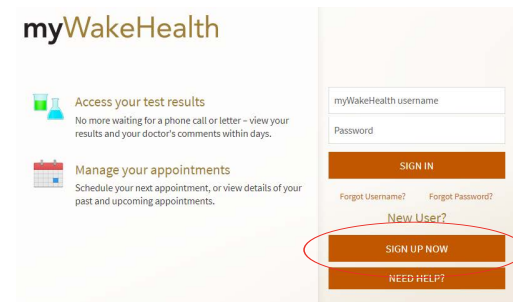 myWakeHealth
Access your test results
No more waiting for a phone call or letter – view your
results and your doctor's comments within days.
Manage your appointments
Schedule your next appointment, or view details of your
past and upcoming appointments.
myWakeHealth username
Password
SIGN IN
Forgot Username? Forgot Password?
New User?
SIGN UP NOW
NEED HELP?